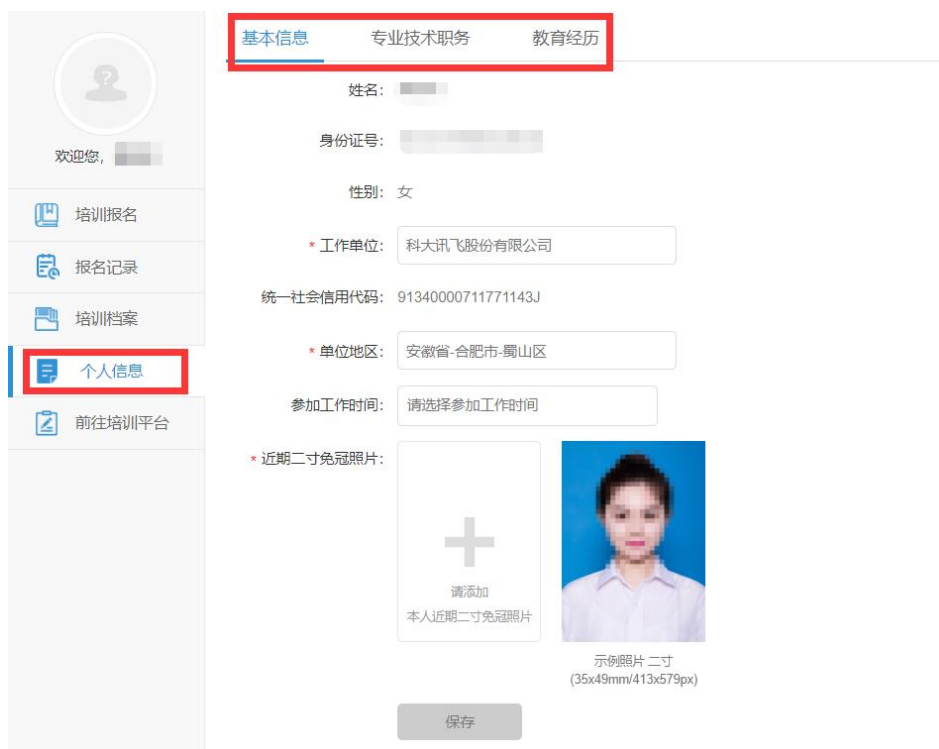 基本信息 专业技术职务 教育经历
欢迎您，
培训报名
报名记录
培训档案
个人信息
前往培训平台
姓名：
身份证号：
性别： 女
* 工作单位： 科大讯飞股份有限公司
统一社会信用代码： 91340000711771143J
* 单位地区： 安徽省-合肥市-蜀山区
参加工作时间： 请选择参加工作时间
* 近期二寸免冠照片：
请添加
本人近期二寸免冠照片
示例照片 二寸
(35x49mm/413x579px)
保存